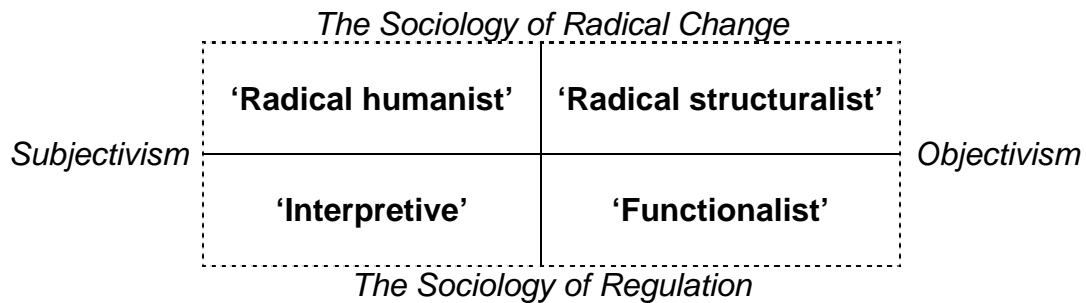 The Sociology of Radical Change
‘Radical humanist’ ‘Radical structuralist’
Subjectivism Objectivism
‘Interpretive’ ‘Functionalist’
The Sociology of Regulation